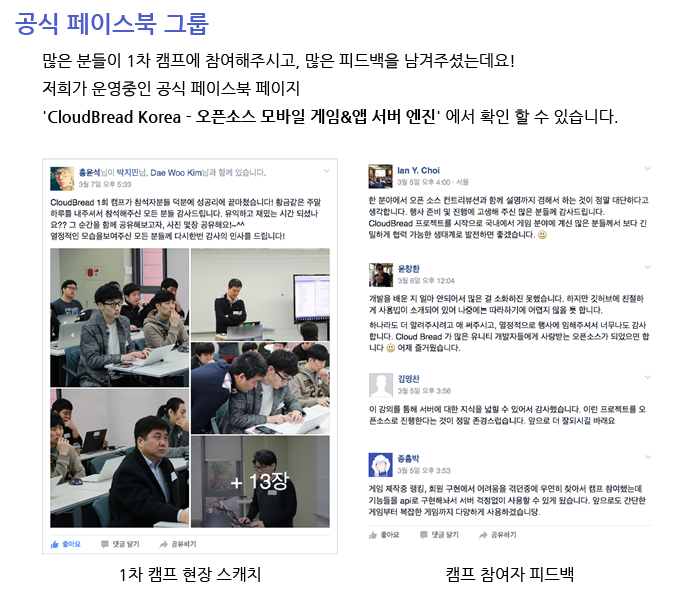 공식 페이스북 그룹
많은 분들이 1차 캠프에 참여해주시고, 많은 피드백을 남겨주셨는데요!
저희가 운영중인 공식 페이스북 페이지
'CloudBread Korea - 오픈소스 모바일 게임&앱 서버 엔진' 에서 확인 할 수 있습니다.
홍윤석님이 박지민님, Dae Woo Kim과 함께 있습니다.
3월 7일 오후 5:33
CloudBread 1회 캠프가 참석자분들 덕분에 성공리에 끝마쳤습니다! 황금같은 주말
하루를 내주셔서 참석해주신 모든 분들 감사드립니다. 유익하고 재밌는 시간 되셨나
요?? 그 순간을 함께 공유해보고자, 사진 몇장 공유해요!~^^
열정적인 모습을보여주신 모든 분들께 다시한번 감사의 인사를 드립니다!
+ 13장
좋아요 댓글 달기 공유하기
1차 캠프 현장 스케치
Ian Y. Choi
3월 5일 오후 4:00 · 서울
한 분야에서 오픈 소스 컨트리뷰션과 함께 설명까지 겸해서 하는 것이 정말 대단하다고
생각합니다. 행사 준비 및 진행에 고생해 주신 많은 분들께 감사드립니다.
CloudBread 프로젝트를 시작으로 국내에서 게임 분야에 계신 많은 분들께서 보다 긴
밀하게 협력 가능한 생태계로 발전하면 좋겠습니다.
윤창환
3월 6일 오후 12:04
개발을 배운 지 얼마 안되어서 많은 걸 소화하진 못했습니다. 하지만 깃허브에 친절하
게 사용법이 소개되어 있어 나중에는 따라하기에 어렵지 않을 듯 합니다.
하나라도 더 알려주시려고 애 써주시고, 열정적으로 행사에 임해주셔서 너무나도 감사
합니다. Cloud Bread 가 많은 유니티 개발자들에게 사랑받는 오픈소스가 되었으면 합
니다 어제 즐거웠습니다.
김영찬
3월 5일 오후 3:56
이 강의를 통해 서버에 대한 지식을 넓힐 수 있어서 감사했습니다. 이런 프로젝트를 오
픈소스로 진행한다는 것이 정말 존경스럽습니다. 앞으로 더 잘되시길 바래요
종흠박
3월 5일 오후 3:53
게임 제작중 랭킹, 회원 구현에서 어려움을 겪던중에 우연히 찾아서 캠프 참여했는데
기능들을 api로 구현해놔서 서버 걱정없이 사용할 수 있게 됬습니다. 앞으로도 간단한
게임부터 복잡한 게임까지 다양하게 사용하겠습니당.
좋아요 댓글 달기 공유하기
캠프 참여자 피드백